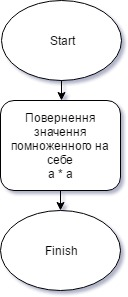 Start
Повернення
значення
помноженного на
себе
a * a
Finish